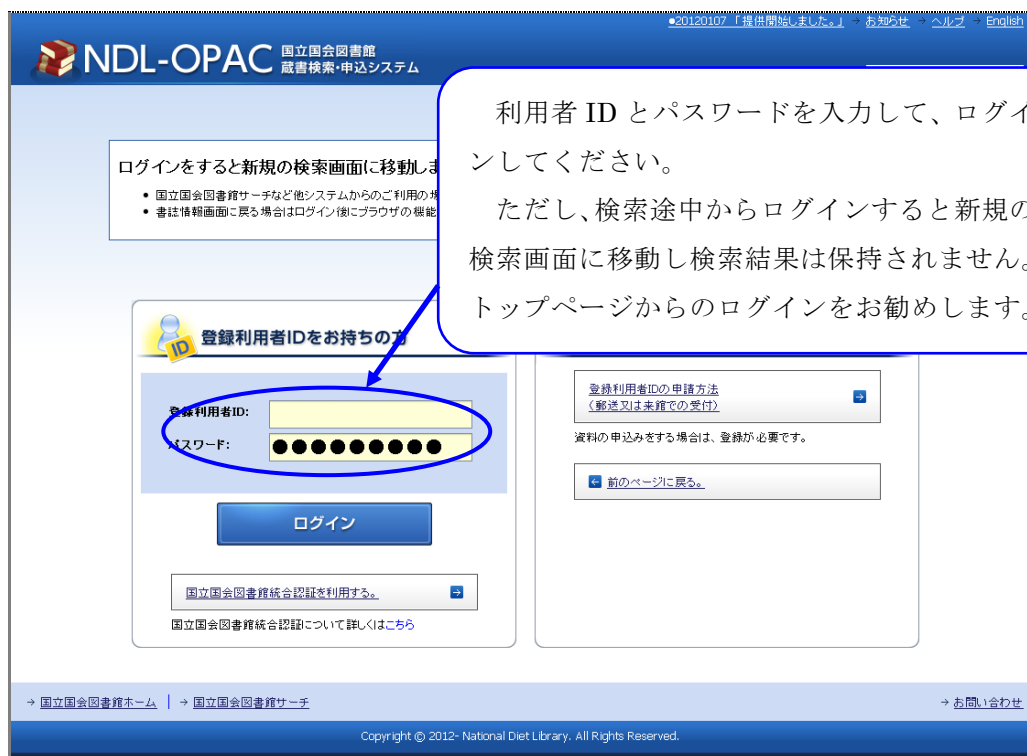 ●20120107 「提供開始しました。」 → お知らせ → ヘルプ → English
NDL-OPAC 国立国会図書館
蔵書検索・申込システム
利用者 ID とパスワードを入力して、ログイ
ンしてください。
ただし、検索途中からログインすると新規の
検索画面に移動し検索結果は保持されません。
トップページからのログインをお勧めします。
ログインをすると新規の検索画面に移動しま
• 国立国会図書館サーチなど他システムからのご利用の場
• 書誌情報画面に戻る場合はログイン後にブラウザの機能
ID
登録利用者IDをお持ちの方
登録利用者ID:
パスワード: ●●●●●●●●●
ログイン
国立国会図書館統合認証を利用する。
国立国会図書館統合認証について詳しくはこちら
登録利用者IDの申請方法
(郵送又は来館での受付)
資料の申込みをする場合は、登録が必要です。
前のページに戻る。
→ 国立国会図書館ホーム | → 国立国会図書館サーチ
→ お問い合わせ
Copyright © 2012- National Diet Library. All Rights Reserved.